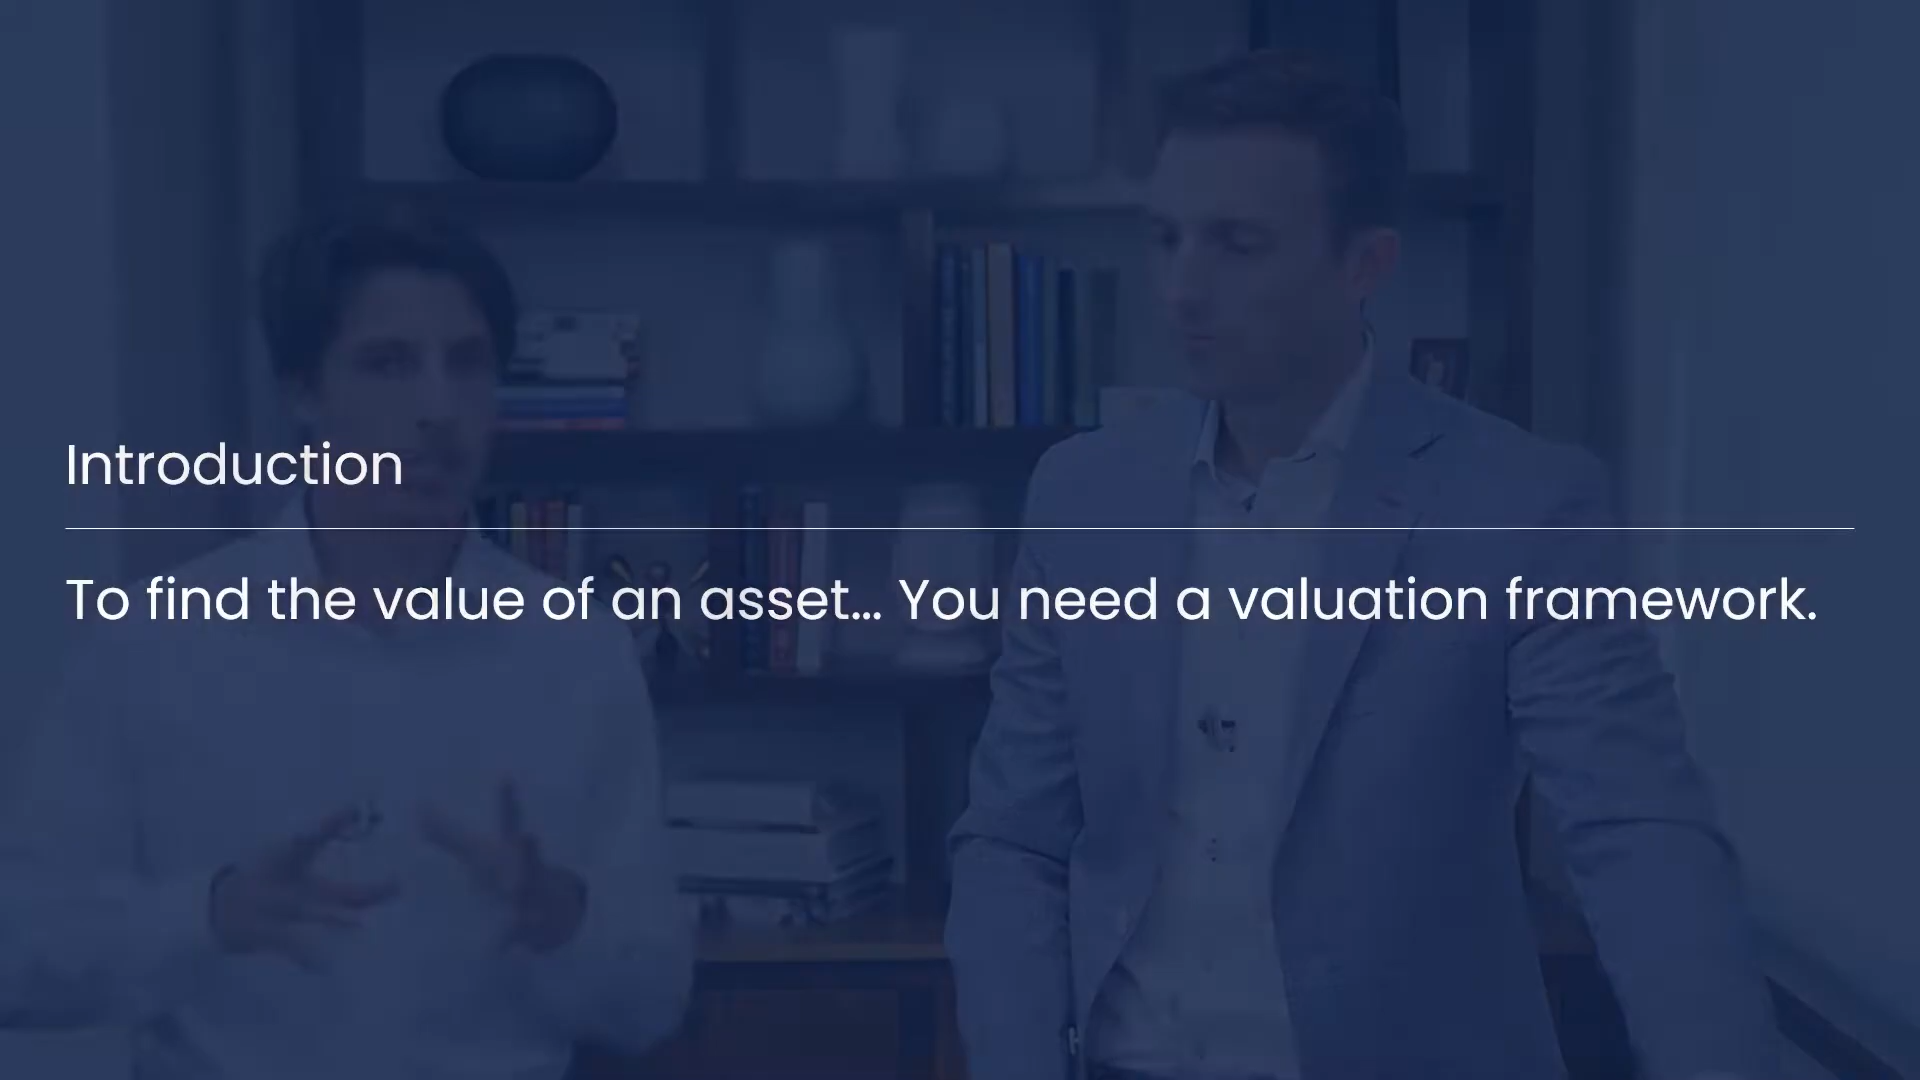 Introduction
To find the value of an asset... You need a valuation framework.